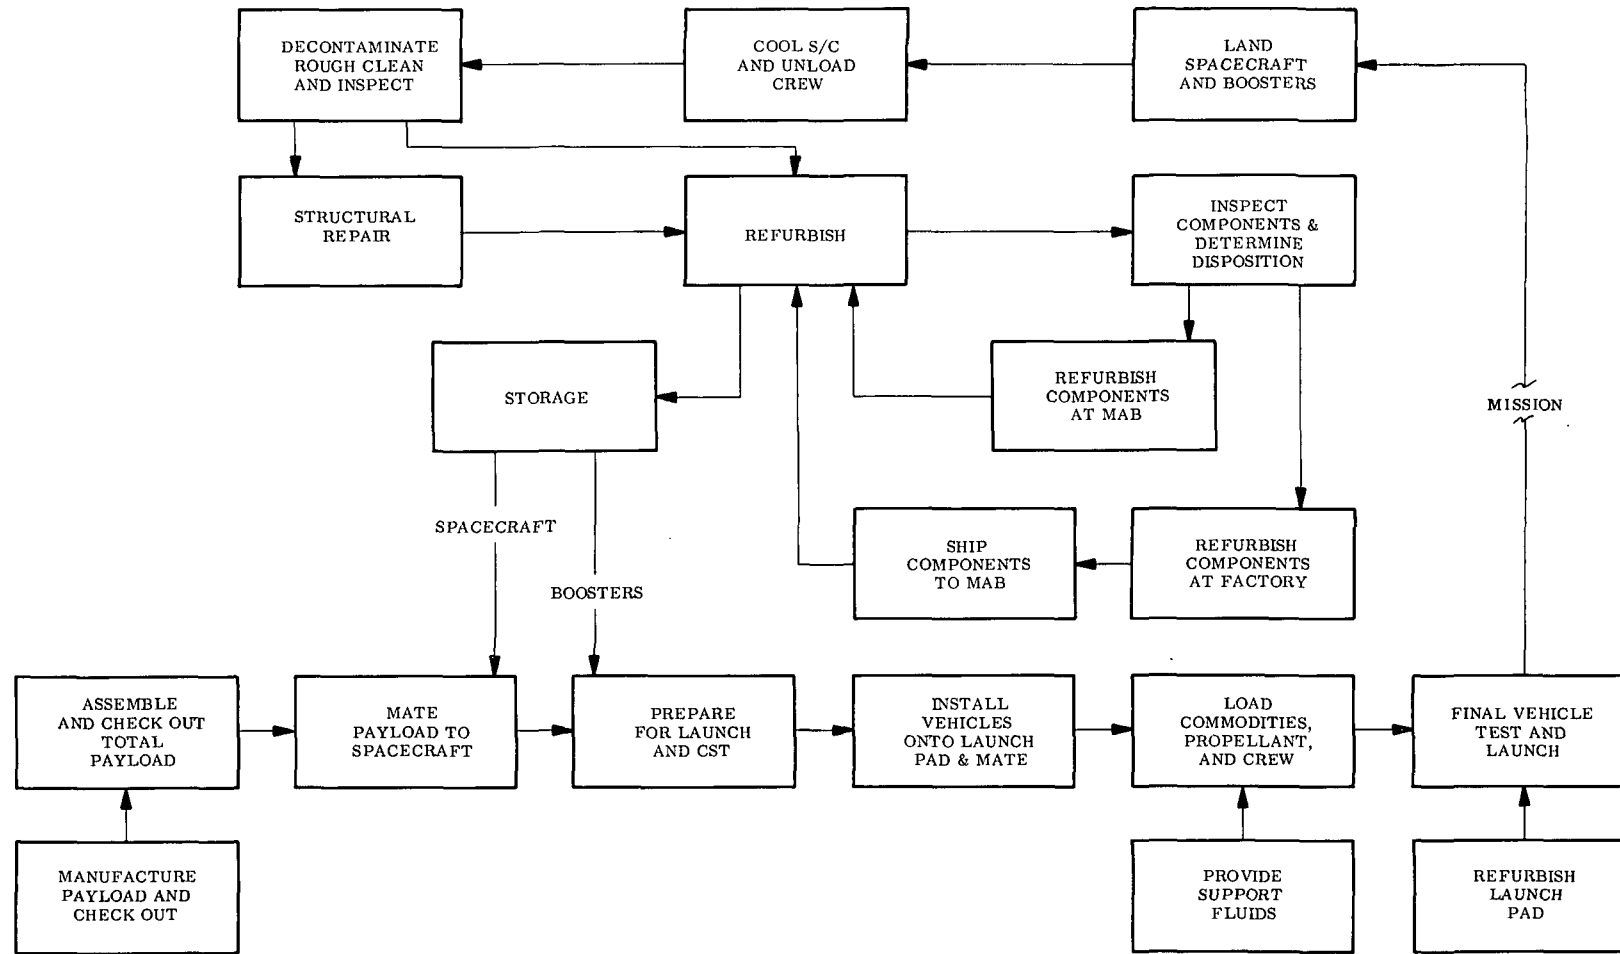 DECONTAMINATE
ROUGH CLEAN
AND INSPECT
COOL S/C
AND UNLOAD
CREW
LAND
SPACECRAFT
AND BOOSTERS
STRUCTURAL
REPAIR
REFURBISH
INSPECT
COMPONENTS &
DETERMINE
DISPOSITION
STORAGE
REFURBISH
COMPONENTS
AT MAB
MISSION
SPACECRAFT
BOOSTERS
SHIP
COMPONENTS
TO MAB
REFURBISH
COMPONENTS
AT FACTORY
ASSEMBLE
AND CHECK OUT
TOTAL
PAYLOAD
MATE
PAYLOAD TO
SPACECRAFT
PREPARE
FOR LAUNCH
AND CST
INSTALL
VEHICLES
ONTO LAUNCH
PAD & MATE
LOAD
COMMODITIES,
PROPELLANT,
AND CREW
FINAL VEHICLE
TEST AND
LAUNCH
MANUFACTURE
PAYLOAD AND
CHECK OUT
PROVIDE
SUPPORT
FLUIDS
REFURBISH
LAUNCH
PAD